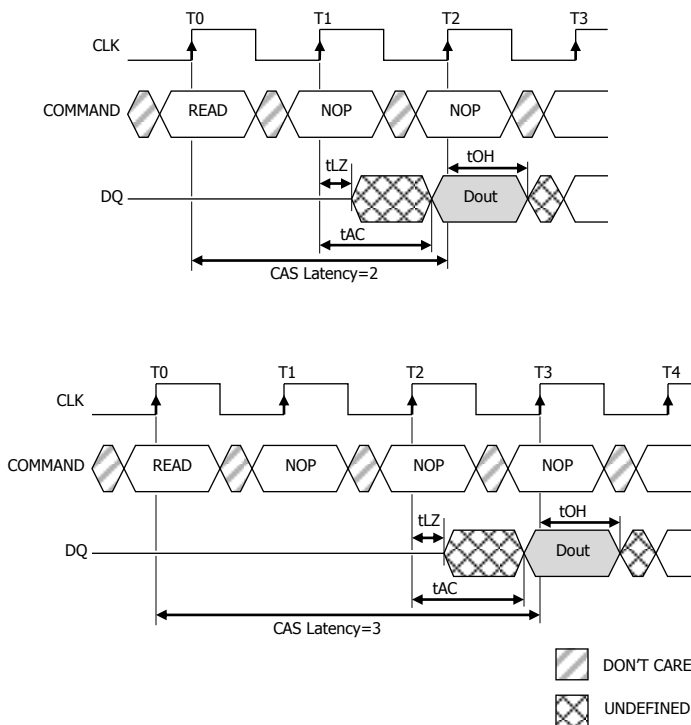 T0 T1 T2 T3
CLK
COMMAND READ NOP NOP
tLZ tOH
DQ Dout
tAC
CAS Latency=2
T0 T1 T2 T3 T4
CLK
COMMAND READ NOP NOP NOP
tLZ tOH
DQ Dout
tAC
CAS Latency=3
DON'T CARE
UNDEFINED